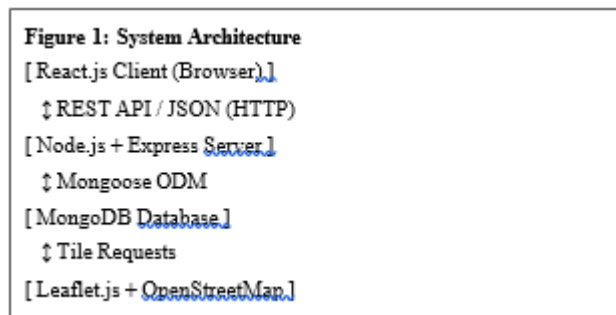 Figure 1: System Architecture
[ React.js Client (Browser) ]
↕ REST API / JSON (HTTP)
[ Node.js + Express Server ]
↕ Mongoose ODM
[ MongoDB Database ]
↕ Tile Requests
[ Leaflet.js + OpenStreetMap ]